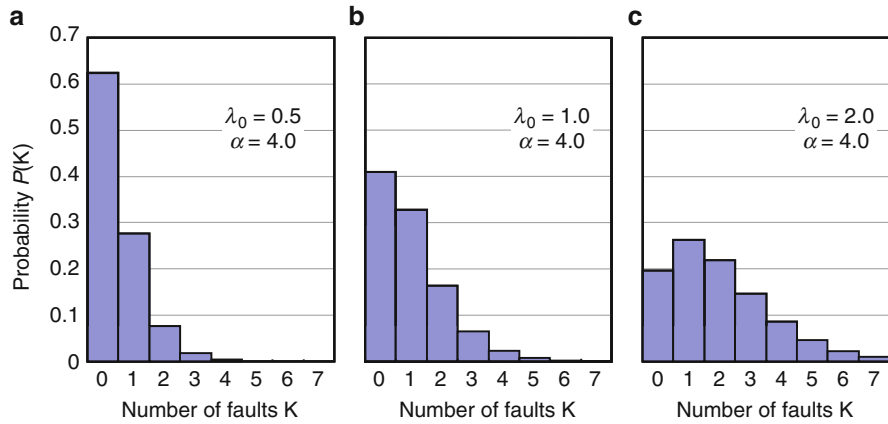 a b c
0.7
0.6
0.5
0.4
0.3
0.2
0.1
0
Probability P(K)
λ0 = 0.5
α = 4.0
λ0 = 1.0
α = 4.0
λ0 = 2.0
α = 4.0
0 1 2 3 4 5 6 7
0 1 2 3 4 5 6 7
0 1 2 3 4 5 6 7
Number of faults K
Number of faults K
Number of faults K